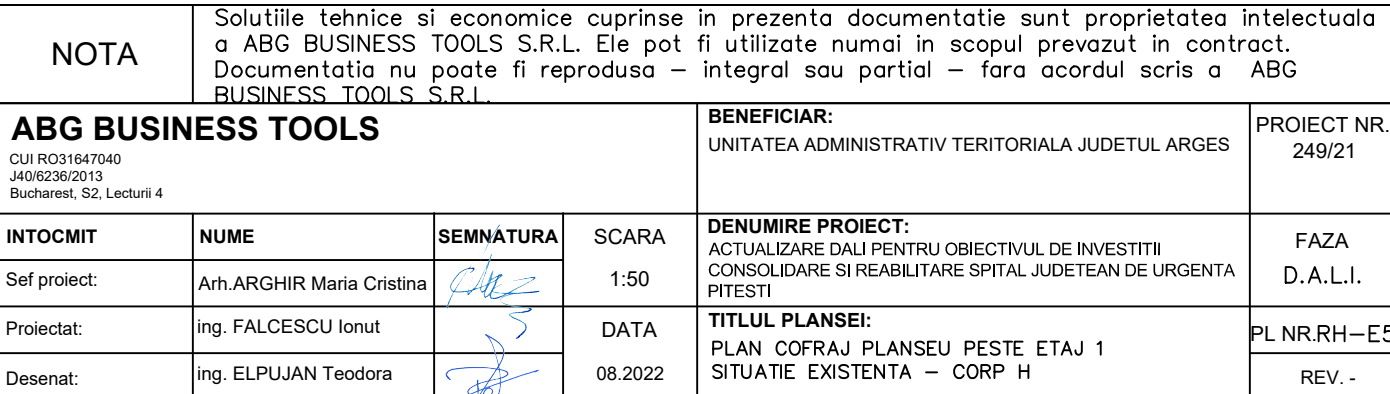 NOTA
Solutiile tehnice si economice cuprinse in prezenta documentatie sunt proprietatea intelectuala
a ABG BUSINESS TOOLS S.R.L. Ele pot fi utilizate numai in scopul prevazut in contract.
Documentatia nu poate fi reprodusa – integral sau partial – fara acordul scris a ABG
BUSINESS TOOLS S.R.L.
ABG BUSINESS TOOLS
CUI RO31647040
J40/6236/2013
Bucharest, S2, Lecturii 4
BENEFICIAR:
UNITATEA ADMINISTRATIV TERITORIALA JUDETUL ARGES
PROIECT NR.
249/21
INTOCMIT NUME SEMNATURA SCARA
Sef proiect: Arh.ARGHIR Maria Cristina 1:50
DENUMIRE PROIECT:
ACTUALIZARE DALI PENTRU OBIECTIVUL DE INVESTITII
CONSOLIDARE SI REABILITARE SPITAL JUDETEAN DE URGENTA
PITESTI
FAZA
D.A.L.I.
Proiectat: ing. FALCESCU Ionut DATA
Desenat: ing. ELPUJAN Teodora 08.2022
TITLUL PLANSEI:
PLAN COFRAJ PLANSEU PESTE ETAJ 1
SITUATIE EXISTENTA – CORP H
PL NR.RH–E5
REV. -